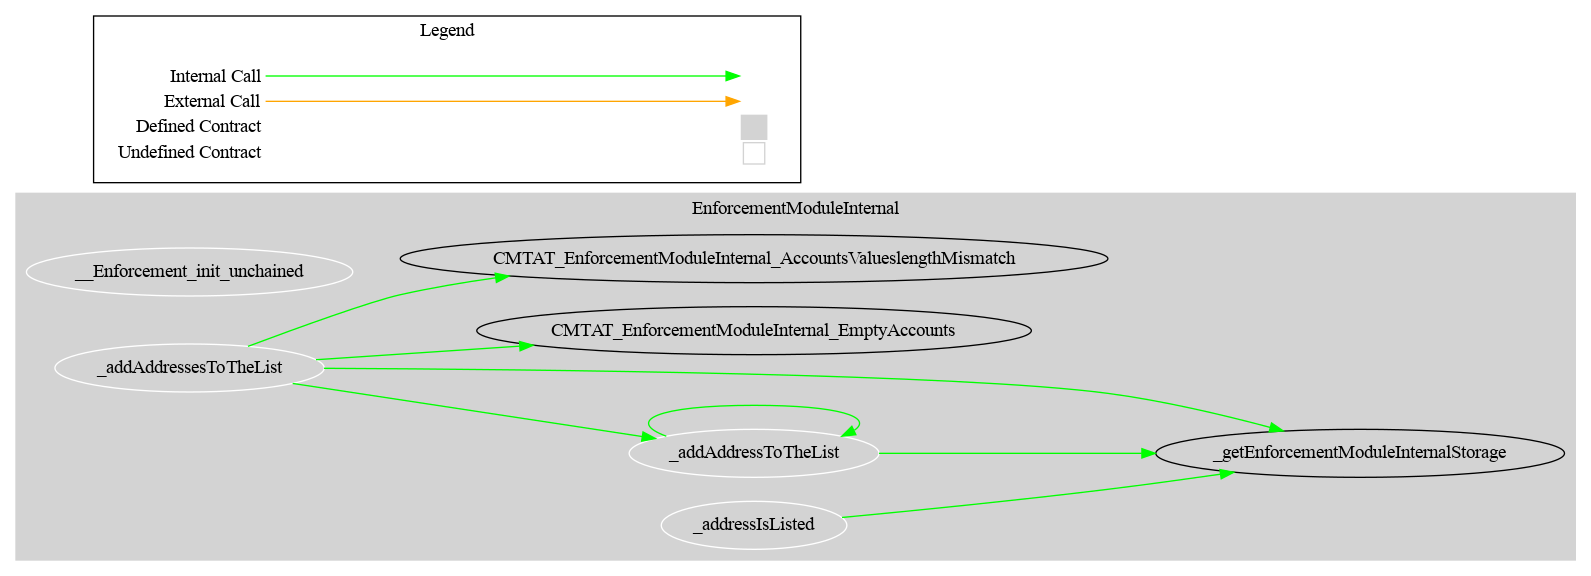 Legend
Internal Call
External Call
Defined Contract
Undefined Contract
EnforcementModuleInternal
__Enforcement_init_unchained
CMTAT_EnforcementModuleInternal_AccountsValueslengthMismatch
CMTAT_EnforcementModuleInternal_EmptyAccounts
_addAddressesToTheList
_addAddressToTheList
_getEnforcementModuleInternalStorage
_addressIsListed